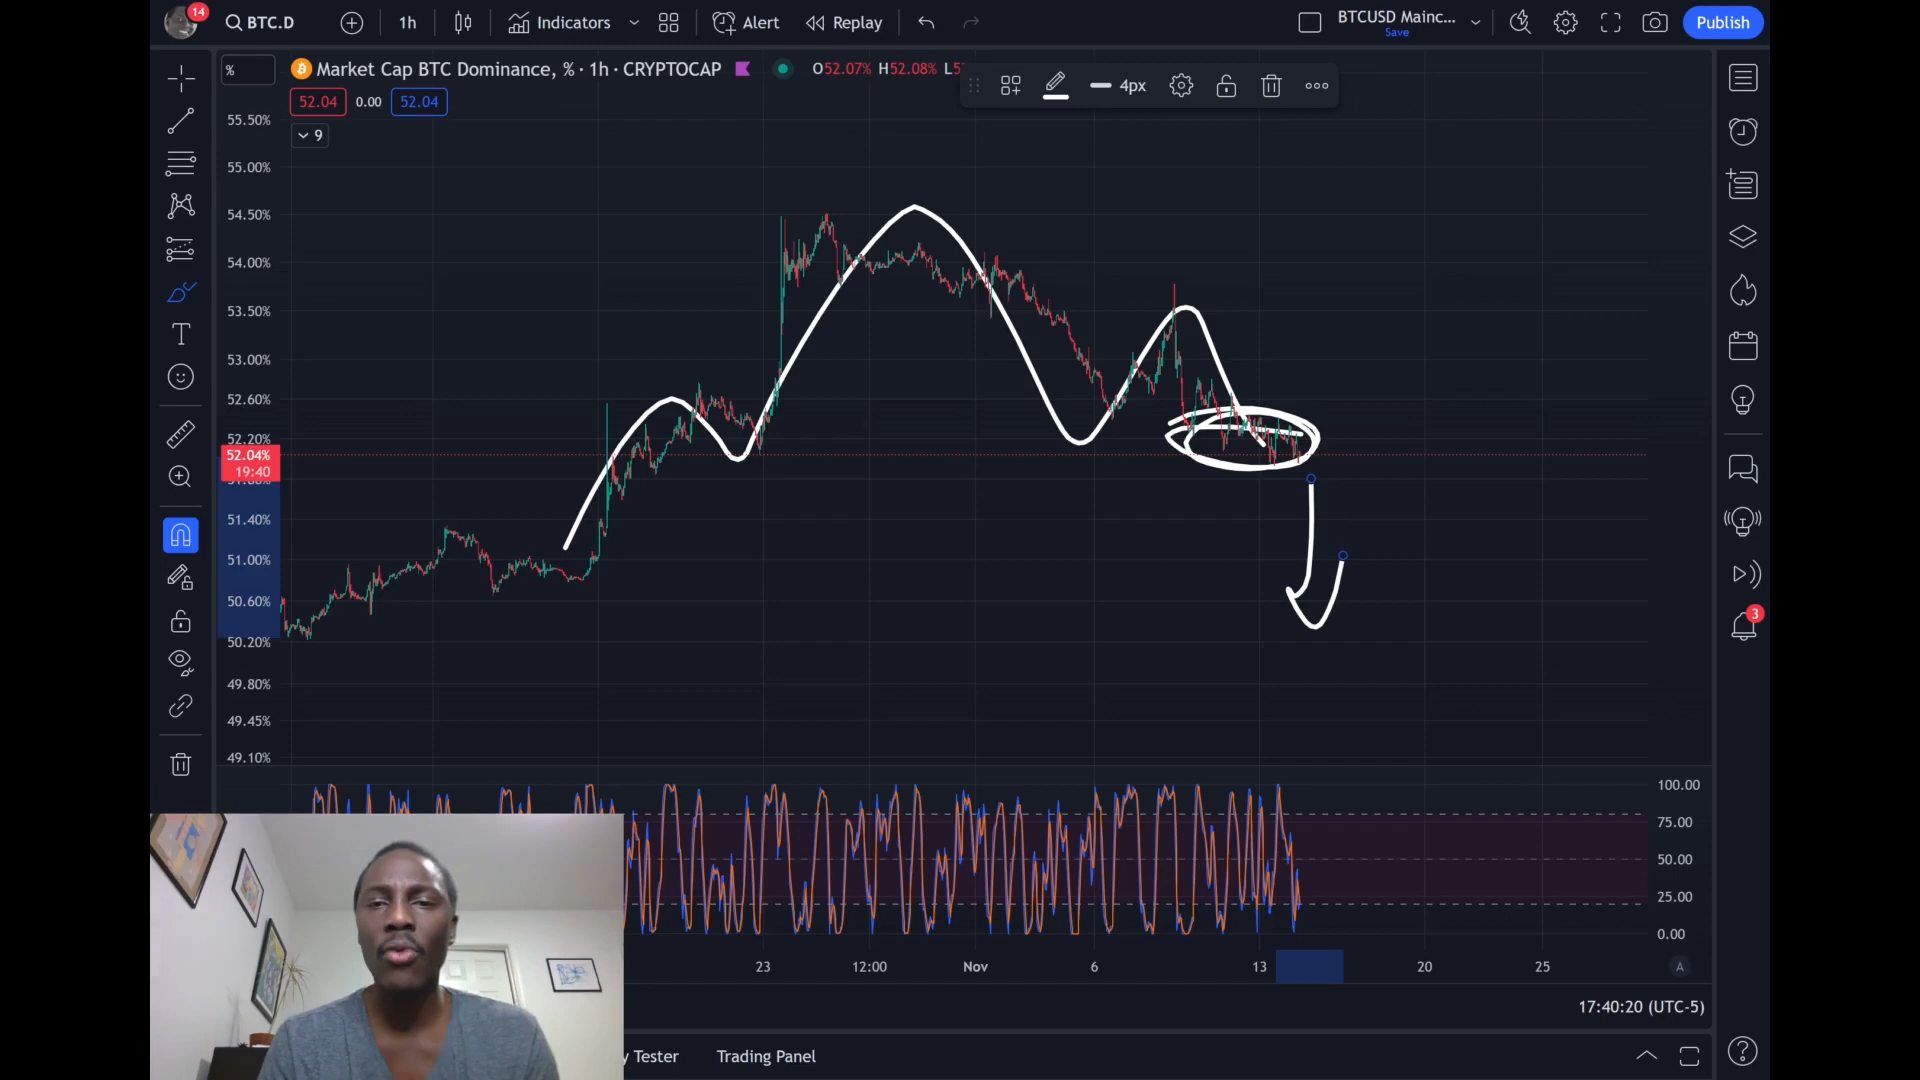 14
BTC.D
1h
Indicators
Alert
Replay
BTCUSD Mainc...
Save
Publish
%
Market Cap BTC Dominance, % · 1h · CRYPTOCAP
O52.07% H52.08% L5
52.04 0.00 52.04
4px
9
55.50%
55.00%
54.50%
54.00%
53.50%
53.00%
52.60%
52.20%
52.04%
19:40
51.40%
51.00%
50.60%
50.20%
49.80%
49.45%
49.10%
3
100.00
75.00
50.00
25.00
0.00
23 12:00 Nov 6 13 20 25
A
17:40:20 (UTC-5)
y Tester
Trading Panel